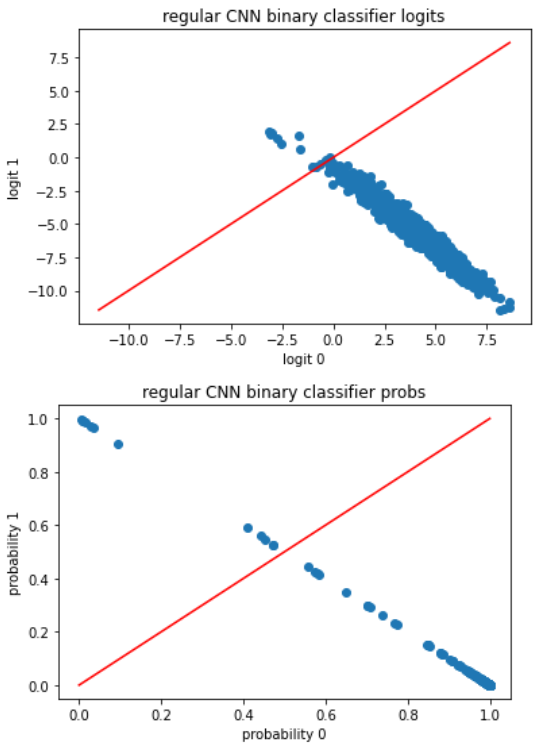 regular CNN binary classifier logits
7.5
5.0
2.5
0.0
−2.5
−5.0
−7.5
−10.0
logit 1
−10.0 −7.5 −5.0 −2.5 0.0 2.5 5.0 7.5
logit 0
regular CNN binary classifier probs
1.0
0.8
0.6
0.4
0.2
0.0
probability 1
0.0 0.2 0.4 0.6 0.8 1.0
probability 0